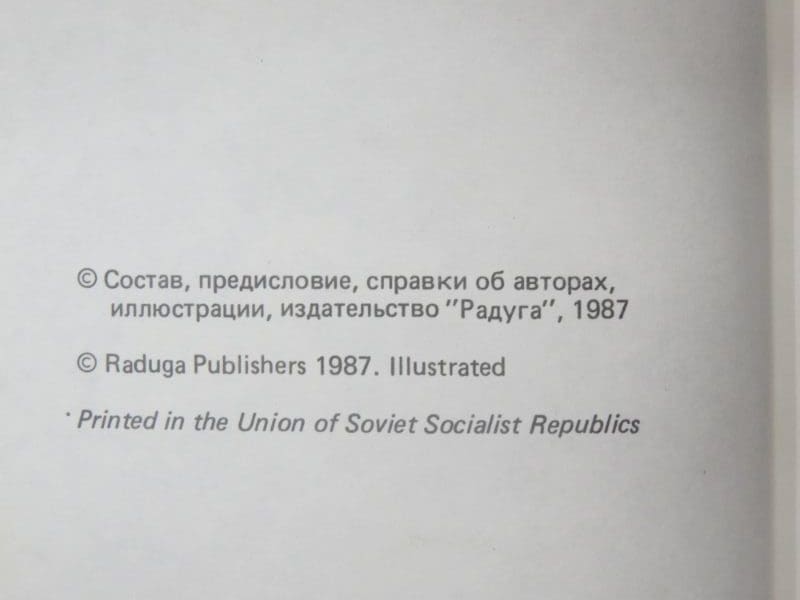 © Состав, предисловие, справки об авторах,
иллюстрации, издательство "Радуга", 1987
© Raduga Publishers 1987. Illustrated
Printed in the Union of Soviet Socialist Republics